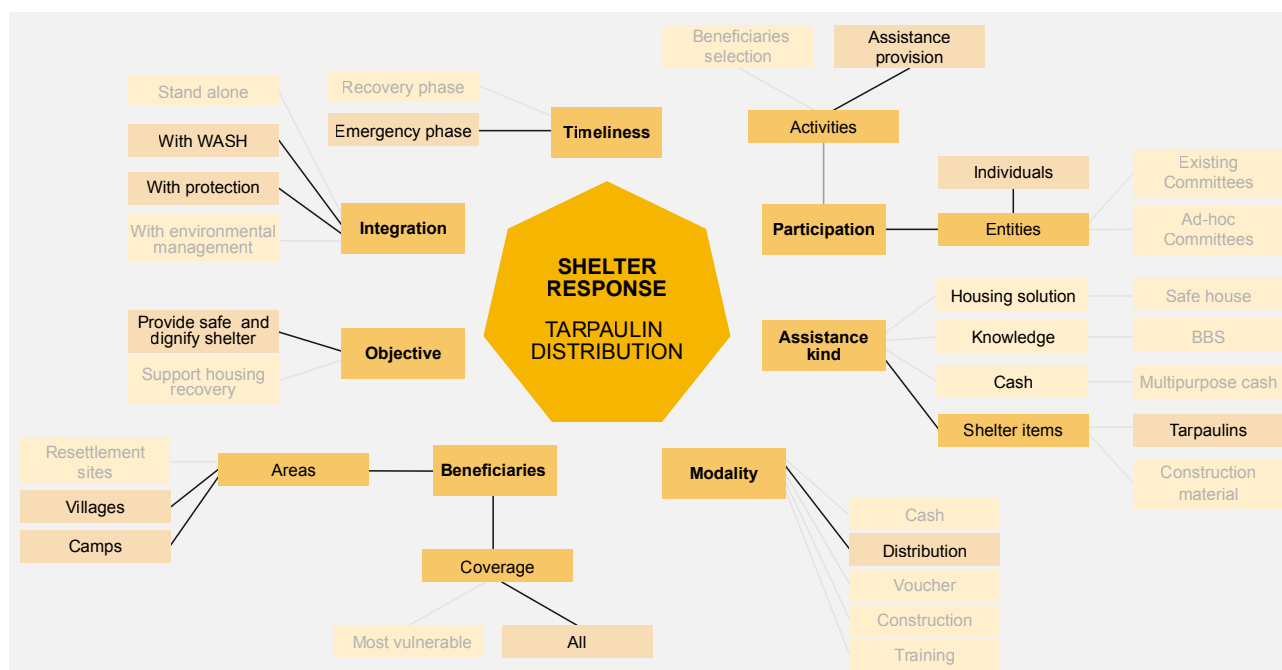 Beneficiaries
selection
Assistance
provision
Activities
Stand alone
With WASH
With protection
With environmental
management
Integration
Recovery phase
Emergency phase
Timeliness
Individuals
Participation
Entities
Existing
Committees
Ad-hoc
Committees
SHELTER
RESPONSE
TARPAULIN
DISTRIBUTION
Provide safe and
dignify shelter
Support housing
recovery
Objective
Assistance
kind
Housing solution
Safe house
Knowledge
BBS
Cash
Multipurpose cash
Shelter items
Tarpaulins
Construction
material
Resettlement
sites
Villages
Camps
Areas
Beneficiaries
Coverage
Most vulnerable
All
Modality
Cash
Distribution
Voucher
Construction
Training